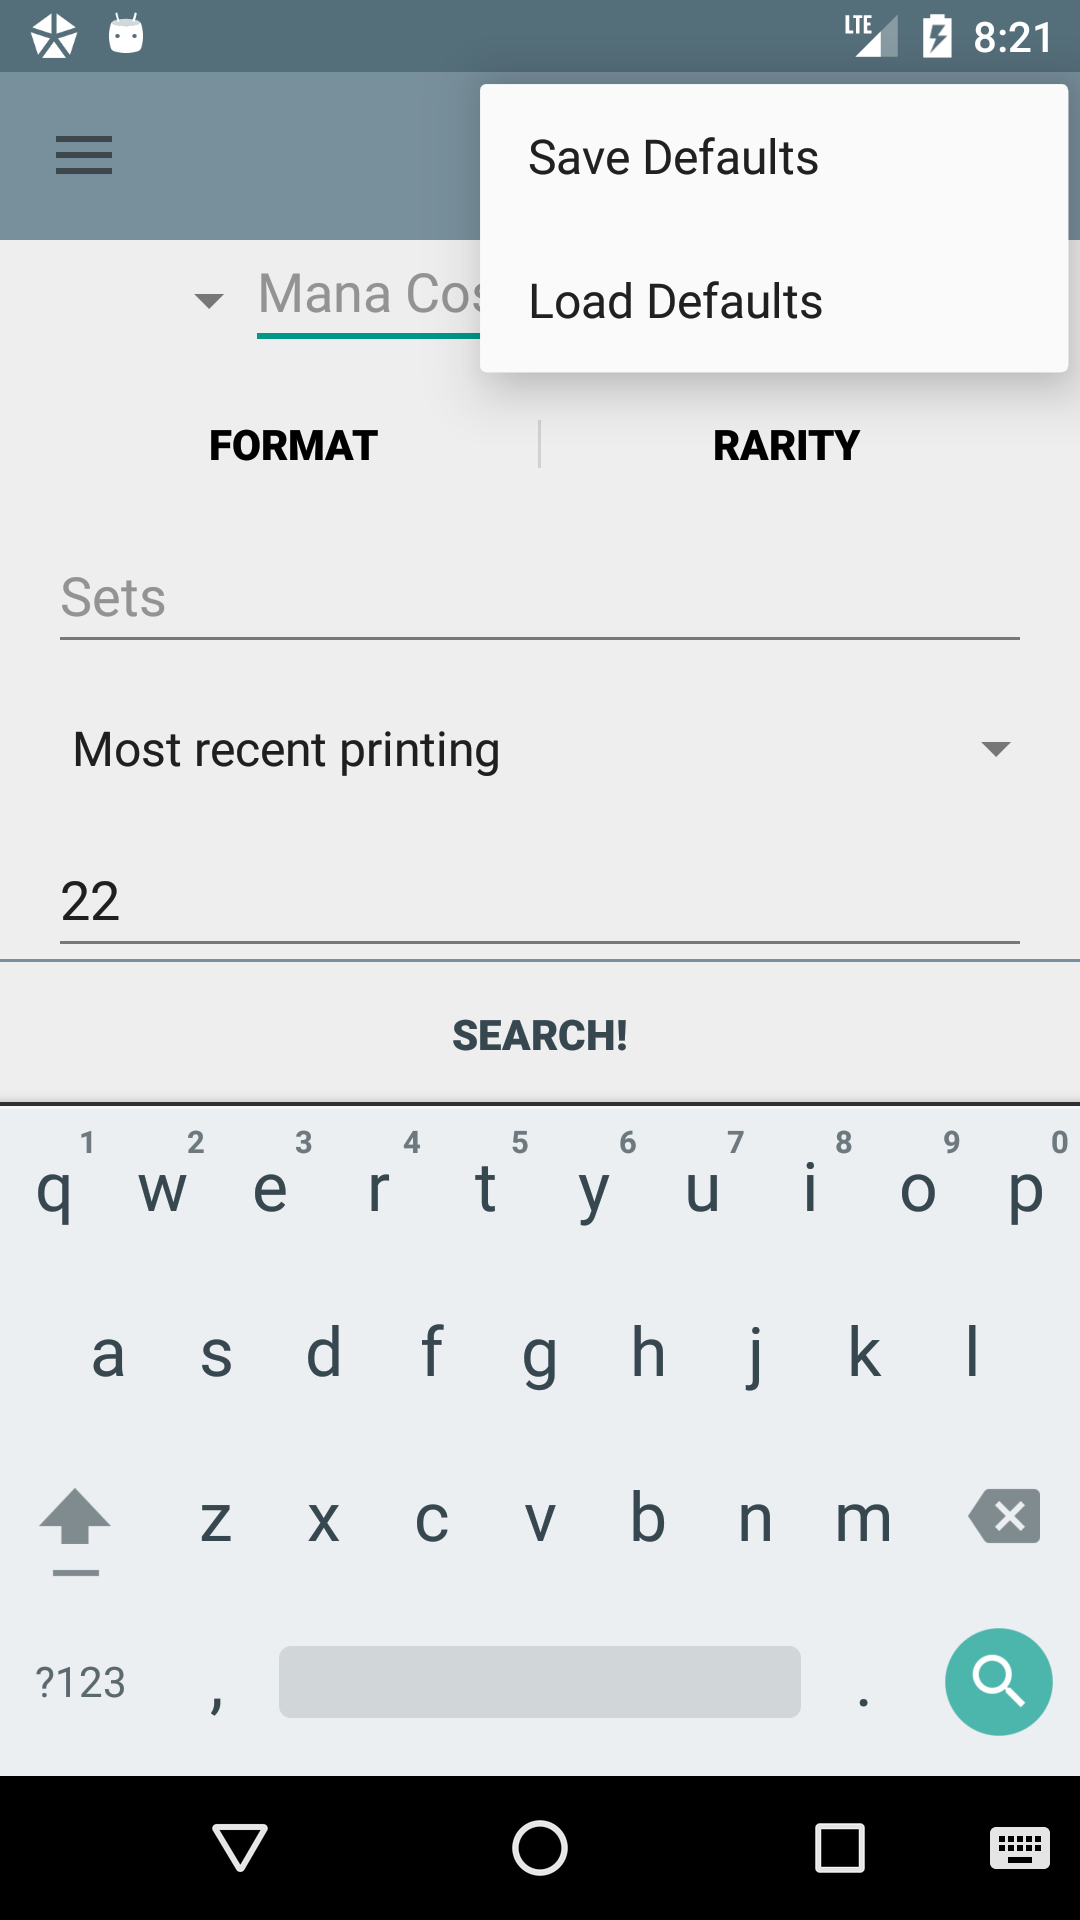 LTE 8:21
Save Defaults
Load Defaults
Mana Cos
FORMAT RARITY
Sets
Most recent printing
22
SEARCH!
1 2 3 4 5 6 7 8 9 0
q w e r t y u i o p
a s d f g h j k l
z x c v b n m
?123 , .